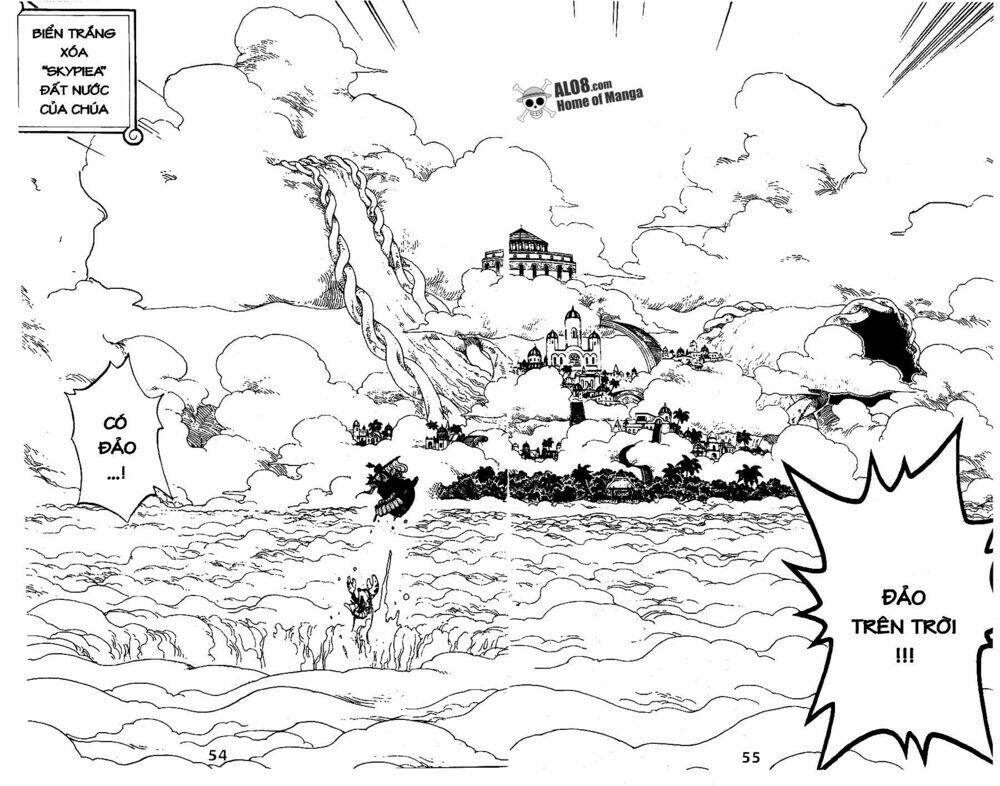 BIỂN TRẮNG
XÓA
"SKYPIEA"
ĐẤT NƯỚC
CỦA CHÚA
ALO8.com
Home of Manga
CÓ
ĐẢO
...!
ĐẢO
TRÊN TRỜI
!!!
54
55